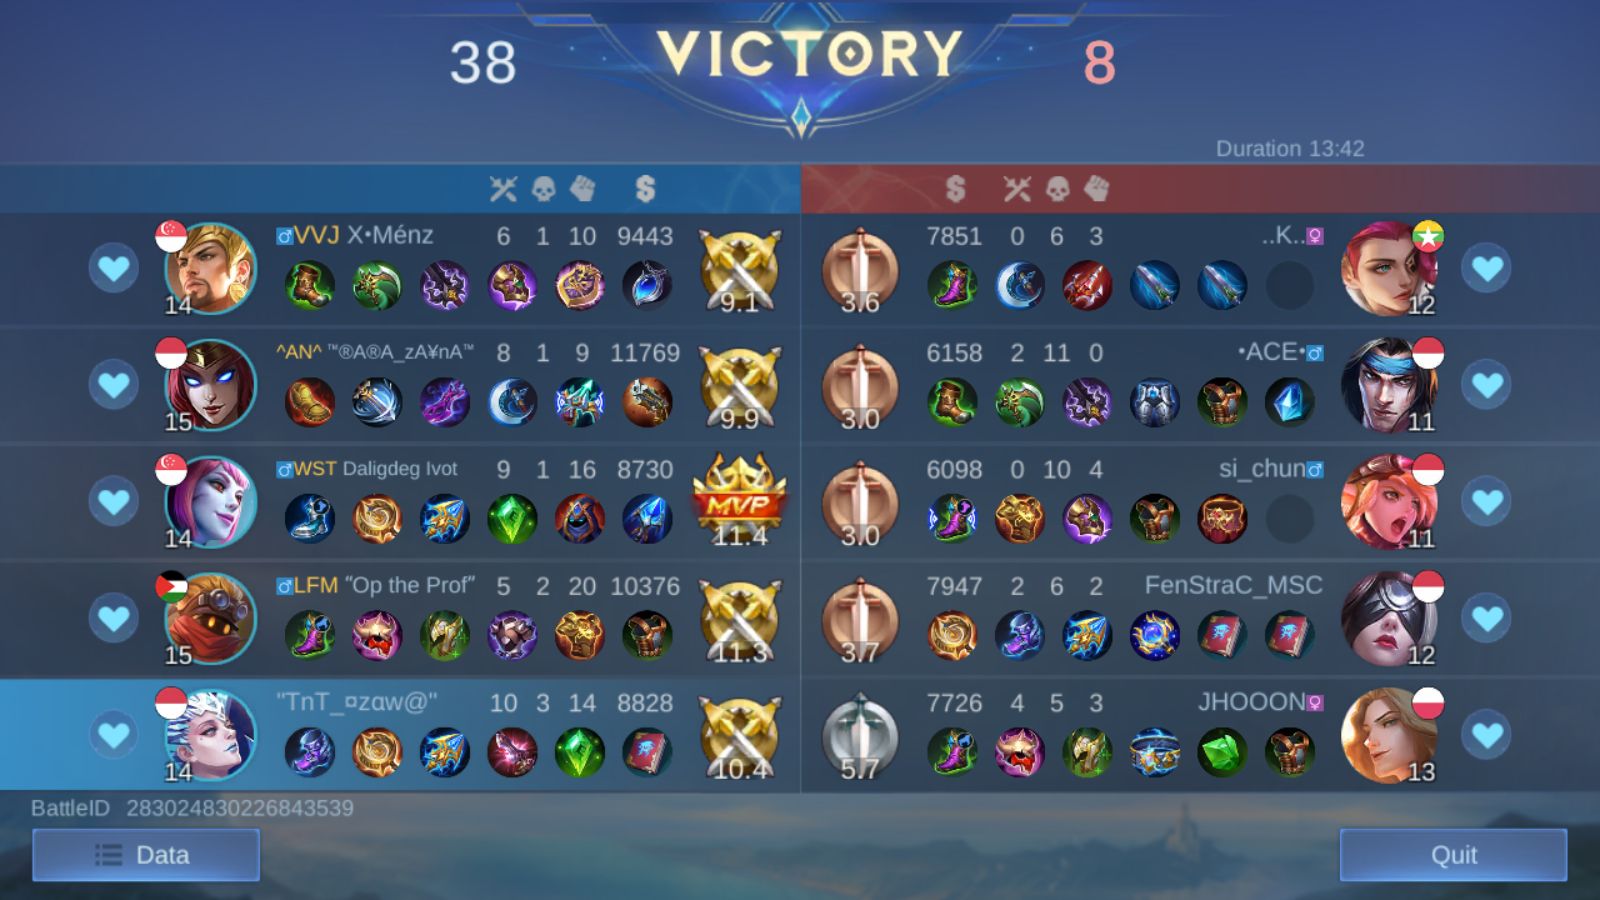 38 VICTORY 8
Duration 13:42
VVJ X•Ménz 6 1 10 9443
14 9.1
3.6 7851 0 6 3 ..K..
12
^AN^ ™®A®A_zA¥nA™ 8 1 9 11769
15 9.9
3.0 6158 2 11 0 •ACE•
11
WST Daligdeg Ivot 9 1 16 8730
14 MVP 11.4
3.0 6098 0 10 4 si_chun
11
LFM "Op the Prof" 5 2 20 10376
15 11.3
3.7 7947 2 6 2 FenStraC_MSC
12
"TnT_¤zαw@" 10 3 14 8828
14 10.4
5.7 7726 4 5 3 JHOOON
13
BattleID 283024830226843539
Data
Quit